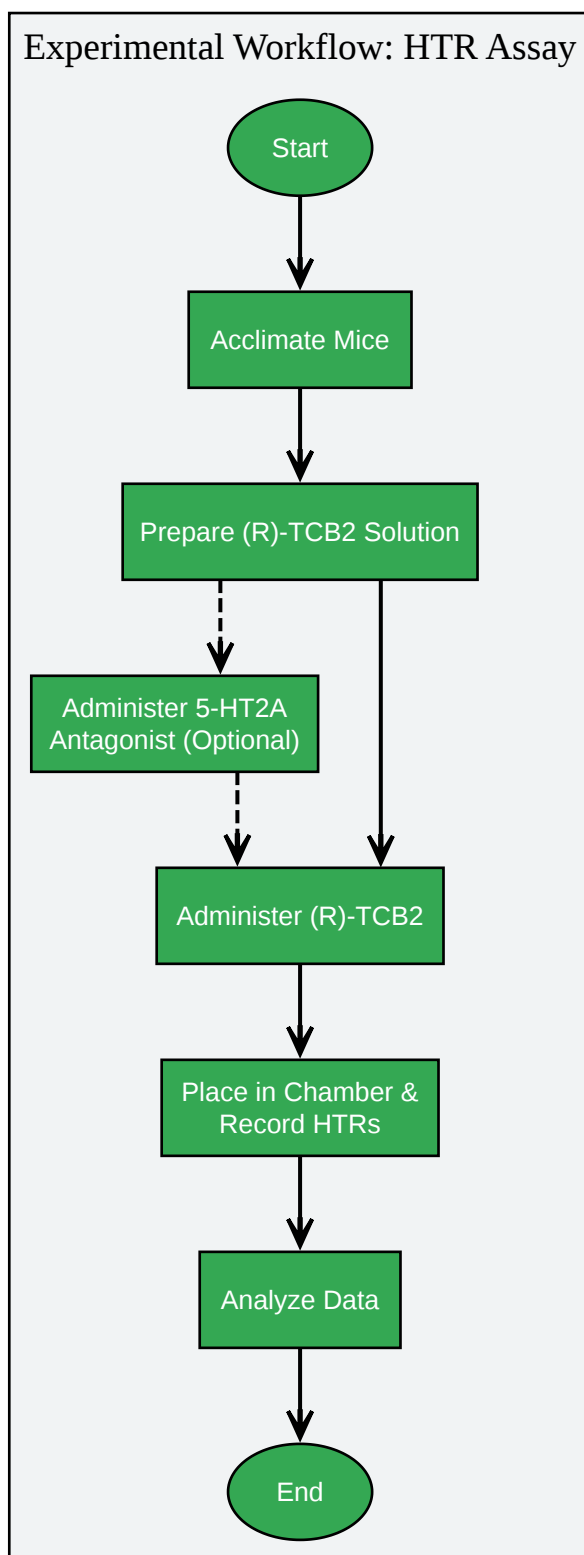 Experimental Workflow: HTR Assay
Start
Acclimate Mice
Prepare (R)-TCB2 Solution
Administer 5-HT2A
Antagonist (Optional)
Administer (R)-TCB2
Place in Chamber &
Record HTRs
Analyze Data
End